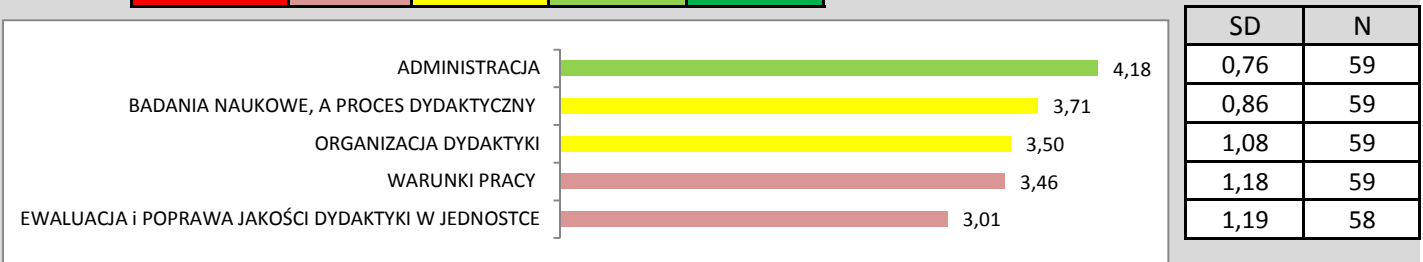 SD N
ADMINISTRACJA 4,18 0,76 59
BADANIA NAUKOWE, A PROCES DYDAKTYCZNY 3,71 0,86 59
ORGANIZACJA DYDAKTYKI 3,50 1,08 59
WARUNKI PRACY 3,46 1,18 59
EWALUACJA i POPRAWA JAKOŚCI DYDAKTYKI W JEDNOSTCE 3,01 1,19 58